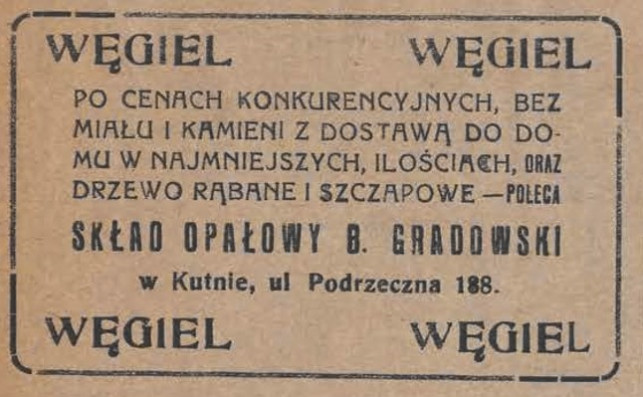 WĘGIEL WĘGIEL
PO CENACH KONKURENCYJNYCH, BEZ
MIAŁU I KAMIENI Z DOSTAWĄ DO DO-
MU W NAJMNIEJSZYCH, ILOŚCIACH, ORAZ
DRZEWO RĄBANE I SZCZAPOWE — POLECA
SKŁAD OPAŁOWY B. GRADOWSKI
w Kutnie, ul Podrzeczna 188.
WĘGIEL WĘGIEL